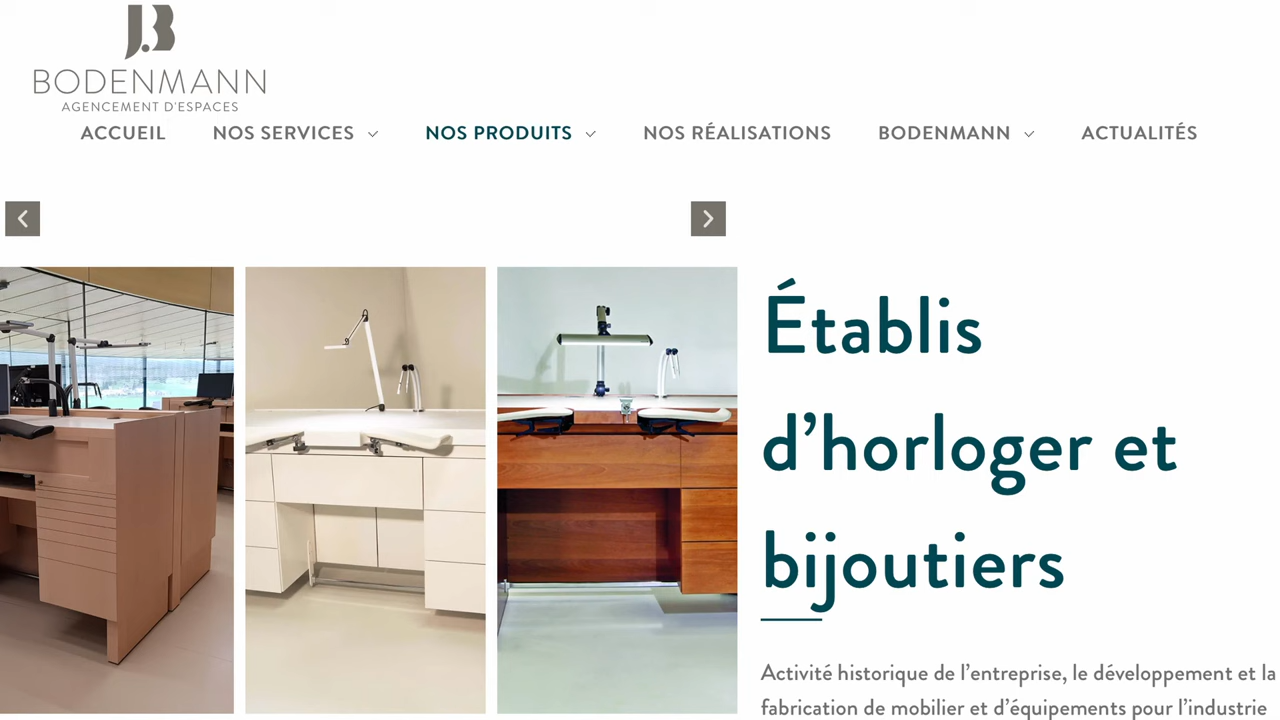 J.B
BODENMANN
AGENCEMENT D'ESPACES
ACCUEIL NOS SERVICES NOS PRODUITS NOS RÉALISATIONS BODENMANN ACTUALITÉS
Établis
d’horloger et
bijoutiers
Activité historique de l’entreprise, le développement et la
fabrication de mobilier et d’équipements pour l’industrie